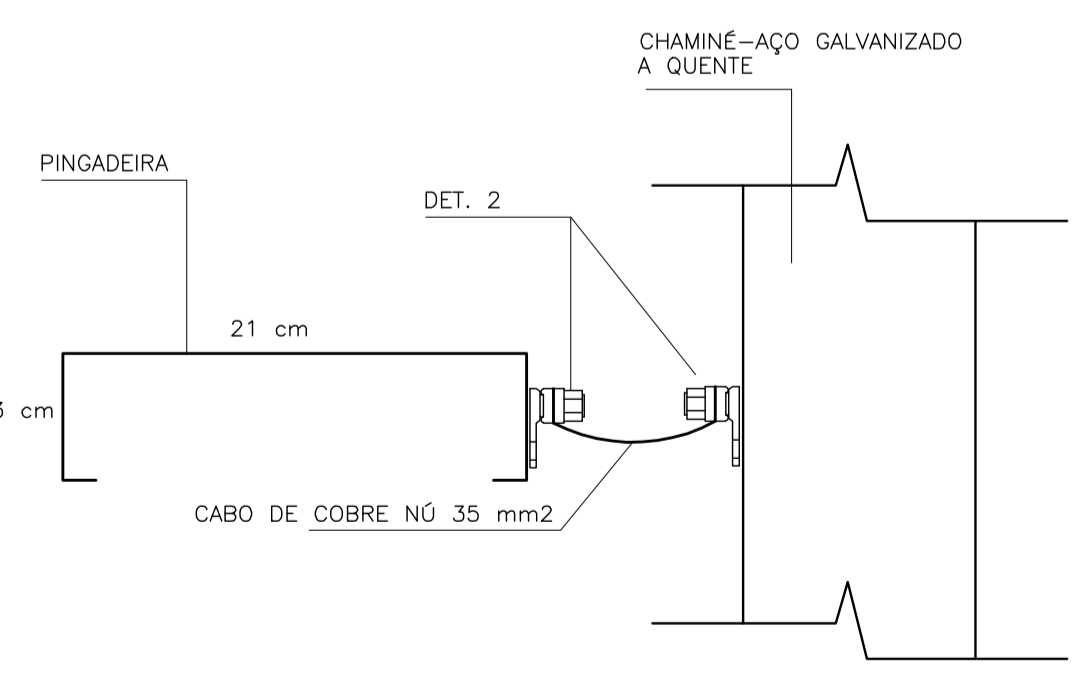 CHAMINÉ-AÇO GALVANIZADO
A QUENTE
PINGADEIRA
DET. 2
21 cm
cm
CABO DE COBRE NÚ 35 mm2